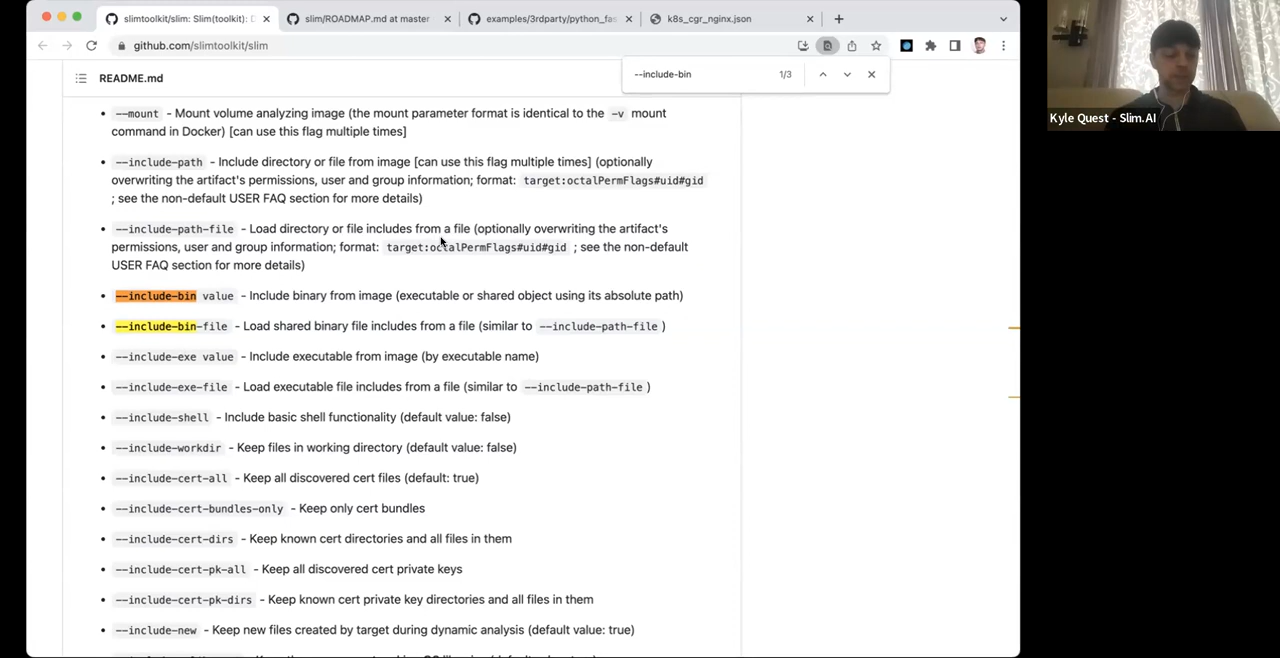 slimtoolkit/slim: Slim(toolkit): D
slim/ROADMAP.md at master
examples/3rdparty/python_fas
k8s_cgr_nginx.json
github.com/slimtoolkit/slim
--include-bin 1/3
README.md
Kyle Quest - Slim.AI
• --mount - Mount volume analyzing image (the mount parameter format is identical to the -v mount
command in Docker) [can use this flag multiple times]
• --include-path - Include directory or file from image [can use this flag multiple times] (optionally
overwriting the artifact's permissions, user and group information; format: target:octalPermFlags#uid#gid
; see the non-default USER FAQ section for more details)
• --include-path-file - Load directory or file includes from a file (optionally overwriting the artifact's
permissions, user and group information; format: target:octalPermFlags#uid#gid ; see the non-default
USER FAQ section for more details)
• --include-bin value - Include binary from image (executable or shared object using its absolute path)
• --include-bin-file - Load shared binary file includes from a file (similar to --include-path-file )
• --include-exe value - Include executable from image (by executable name)
• --include-exe-file - Load executable file includes from a file (similar to --include-path-file )
• --include-shell - Include basic shell functionality (default value: false)
• --include-workdir - Keep files in working directory (default value: false)
• --include-cert-all - Keep all discovered cert files (default: true)
• --include-cert-bundles-only - Keep only cert bundles
• --include-cert-dirs - Keep known cert directories and all files in them
• --include-cert-pk-all - Keep all discovered cert private keys
• --include-cert-pk-dirs - Keep known cert private key directories and all files in them
• --include-new - Keep new files created by target during dynamic analysis (default value: true)